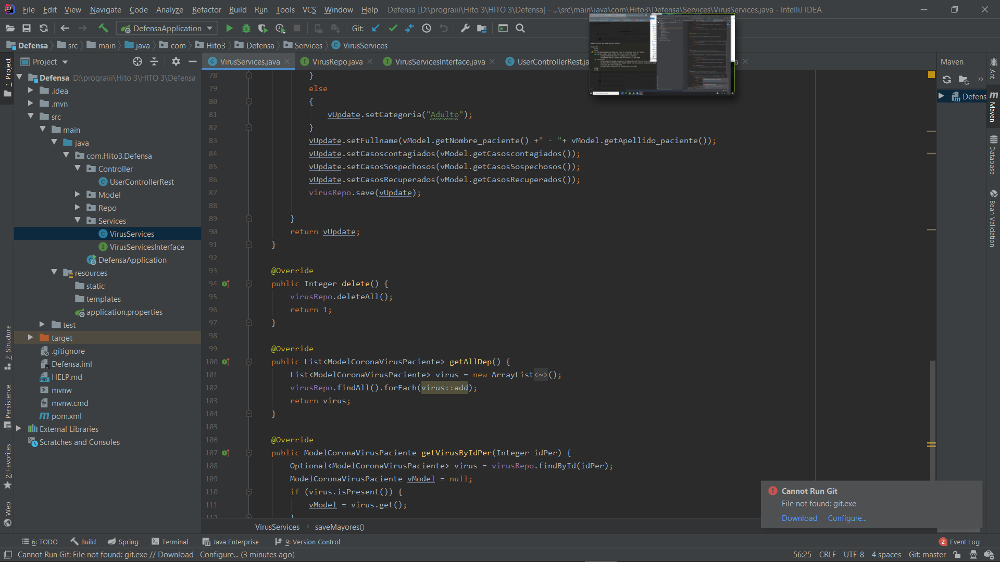 File Edit View Navigate Code Analyze Refactor Build Run Tools VCS Window Help Defensa [D:\prograiii\Hito 3\HITO 3\Defensa] - ...\src\main\java\com\Hito3\Defensa\Services\VirusServices.java - IntelliJ IDEA
DefensaApplication Git:
Defensa src main java com Hito3 Defensa Services VirusServices
1: Project
Project
VirusServices.java VirusRepo.java VirusServicesInterface.java UserControllerRest.ja a
Maven
Defensa D:\prograiii\Hito 3\HITO 3\Defensa
.idea
.mvn
src
main
java
com.Hito3.Defensa
Controller
UserControllerRest
Model
Repo
Services
VirusServices
VirusServicesInterface
DefensaApplication
resources
static
templates
application.properties
test
target
.gitignore
Defensa.iml
HELP.md
mvnw
mvnw.cmd
pom.xml
External Libraries
Scratches and Consoles
7: Structure
Persistence
2: Favorites
Web
78 }
79 else
80 {
81 vUpdate.setCategoria("Adulto");
82 }
83 vUpdate.setFullname(vModel.getNombre_paciente() +" - "+ vModel.getApellido_paciente());
84 vUpdate.setCasoscontagiados(vModel.getCasoscontagiados());
85 vUpdate.setCasosSospechosos(vModel.getCasosSospechosos());
86 vUpdate.setCasosRecuperados(vModel.getCasosRecuperados());
87 virusRepo.save(vUpdate);
88
89 }
90 return vUpdate;
91 }
92
93 @Override
94 public Integer delete() {
95 virusRepo.deleteAll();
96 return 1;
97 }
98
99 @Override
100 public List<ModelCoronaVirusPaciente> getAllDep() {
101 List<ModelCoronaVirusPaciente> virus = new ArrayList<~>();
102 virusRepo.findAll().forEach(virus::add);
103 return virus;
104 }
105
106 @Override
107 public ModelCoronaVirusPaciente getVirusByIdPer(Integer idPer) {
108 Optional<ModelCoronaVirusPaciente> virus = virusRepo.findById(idPer);
109 ModelCoronaVirusPaciente vModel = null;
110 if (virus.isPresent()) {
111 vModel = virus.get();
112 }
VirusServices saveMayores()
Defens
Ant
Maven
Database
Bean Validation
Cannot Run Git
File not found: git.exe
Download Configure...
6: TODO Build Spring Terminal Java Enterprise 9: Version Control 2 Event Log
Cannot Run Git: File not found: git.exe // Download Configure... (3 minutes ago) 56:25 CRLF UTF-8 4 spaces Git: master